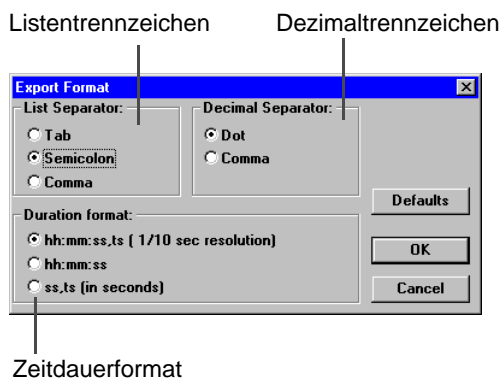 Listentrennzeichen
Dezimaltrennzeichen
Export Format
List Separator:
Tab
Semicolon
Comma
Decimal Separator:
Dot
Comma
Duration format:
hh:mm:ss,ts ( 1/10 sec resolution)
hh:mm:ss
ss,ts (in seconds)
Defaults
OK
Cancel
Zeitdauerformat